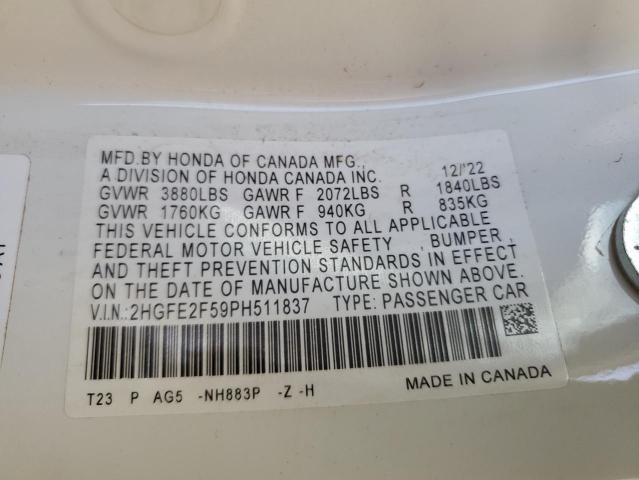 MFD.BY HONDA OF CANADA MFG.,
A DIVISION OF HONDA CANADA INC. 12/'22
GVWR 3880LBS GAWR F 2072LBS R 1840LBS
GVWR 1760KG GAWR F 940KG R 835KG
THIS VEHICLE CONFORMS TO ALL APPLICABLE
FEDERAL MOTOR VEHICLE SAFETY , BUMPER ,
AND THEFT PREVENTION STANDARDS IN EFFECT
ON THE DATE OF MANUFACTURE SHOWN ABOVE.
V.I.N.:2HGFE2F59PH511837 TYPE: PASSENGER CAR
T23 P AG5 -NH883P -Z -H MADE IN CANADA